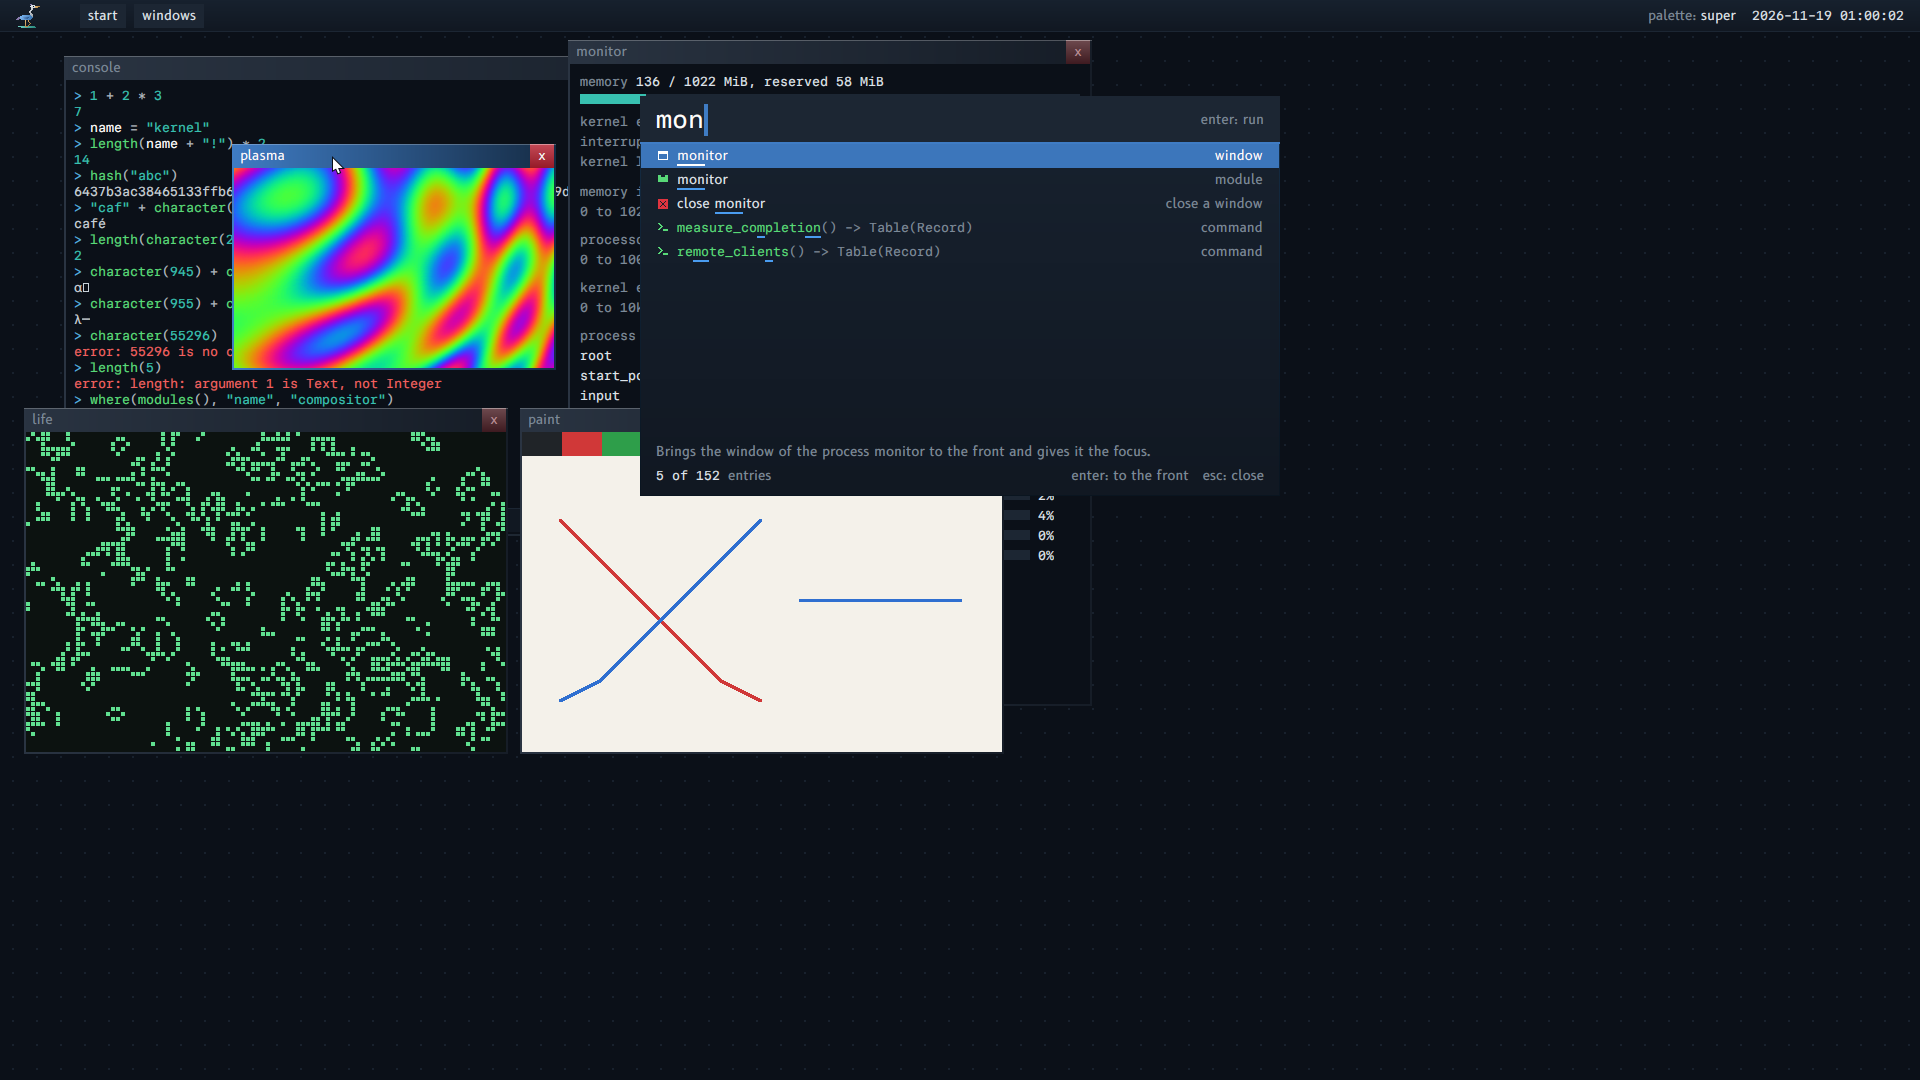 start windows palette: super 2026-11-19 01:00:02
console
> 1 + 2 * 3
7
> name = "kernel"
> length(name + "!") * 2
14
> hash("abc")
6437b3ac38465133ffb6
> "caf" + character(
café
> length(character(2
2
> character(945) + c
α
> character(955) + c
λ─
> character(55296)
error: 55296 is no
> length(5)
error: length: argument 1 is Text, not Integer
> where(modules(), "name", "compositor")
plasma x
monitor x
memory 136 / 1022 MiB, reserved 58 MiB
kernel
kernel
memory
0 to
0 to
kernel
0 to
process
root
input
2%
4%
0%
0%
mon enter: run
monitor window
monitor module
close monitor close a window
measure_completion() -> Table(Record) command
remote_clients() -> Table(Record) command
Brings the window of the process monitor to the front and gives it the focus.
5 of 152 entries enter: to the front esc: close
life x
paint